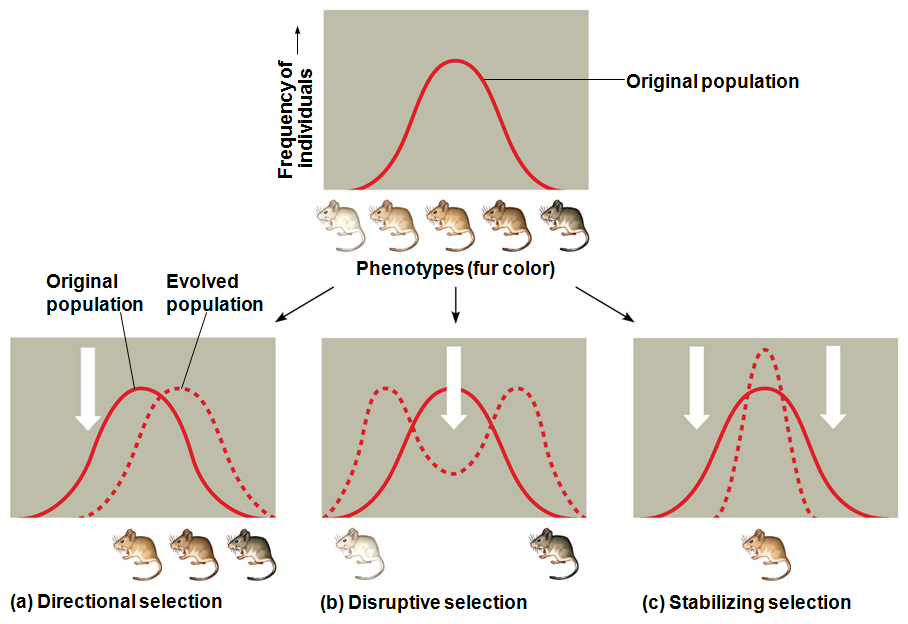 Frequency of
individuals
Original population
Phenotypes (fur color)
Original
population
Evolved
population
(a) Directional selection
(b) Disruptive selection
(c) Stabilizing selection